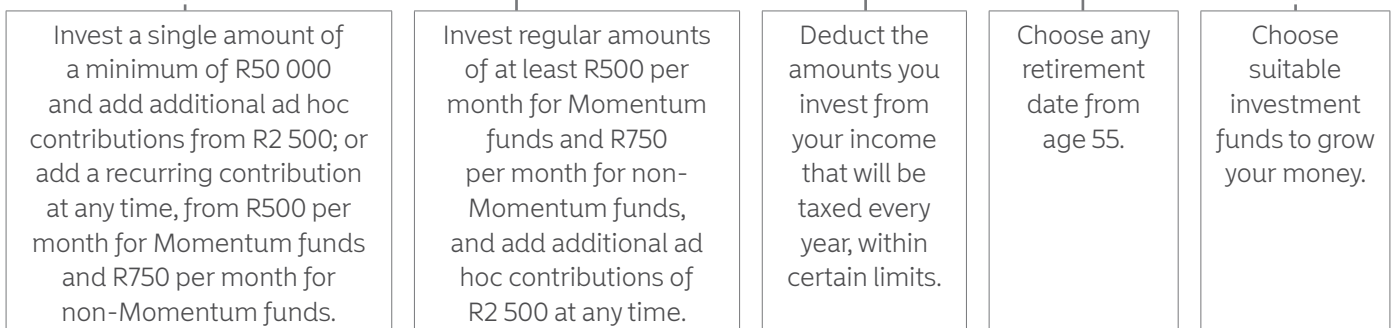 Invest a single amount of
a minimum of R50 000
and add additional ad hoc
contributions from R2 500; or
add a recurring contribution
at any time, from R500 per
month for Momentum funds
and R750 per month for
non-Momentum funds.
Invest regular amounts
of at least R500 per
month for Momentum
funds and R750
per month for non-
Momentum funds,
and add additional ad
hoc contributions of
R2 500 at any time.
Deduct the
amounts you
invest from
your income
that will be
taxed every
year, within
certain limits.
Choose any
retirement
date from
age 55.
Choose
suitable
investment
funds to grow
your money.